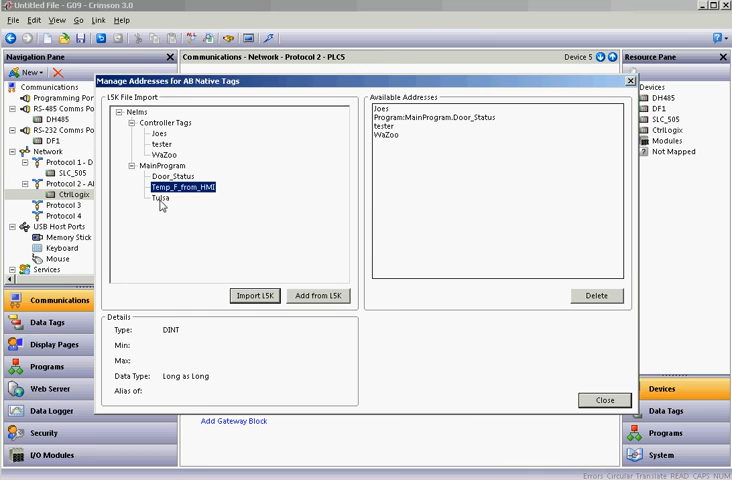 Untitled File - G09 - Crimson 3.0
File Edit View Go Link Help
Navigation Pane
New
Communications
Programming Por
RS-485 Comms Po
DH485
RS-232 Comms Po
DF1
Network
Protocol 1 - D
SLC_505
Protocol 2 - Al
CtrlLogix
Protocol 3
Protocol 4
USB Host Ports
Memory Stick
Keyboard
Mouse
Services
Communications
Data Tags
Display Pages
Programs
Web Server
Data Logger
Security
I/O Modules
Communications - Network - Protocol 2 - PLC5
Device 5
Manage Addresses for AB Native Tags
L5K File Import
Nelms
Controller Tags
Joes
tester
WaZoo
MainProgram
Door_Status
Temp_F_from_HMI
Tulsa
Import L5K
Add from L5K
Details
Type: DINT
Min:
Max:
Data Type: Long as Long
Alias of:
Available Addresses
Joes
Program:MainProgram.Door_Status
tester
WaZoo
Delete
Close
Add Gateway Block
Resource Pane
Devices
DH485
DF1
SLC_505
CtrlLogix
Modules
Not Mapped
Devices
Data Tags
Programs
System
Errors Circular Translate READ CAPS NUM